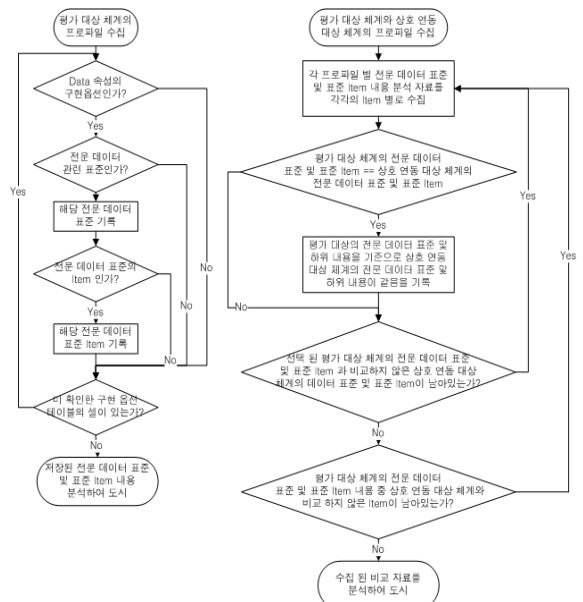 평가 대상 체계의
프로파일 수집
Data 속성의
구현옵션인가?
Yes
전문 데이터
관련 표준인가?
Yes
Yes
해당 전문 데이터
표준 기록
No
전문 데이터 표준의
Item 인가?
No
Yes
해당 전문 데이터
표준 Item 기록
No
미 확인한 구현 옵션
테이블의 셀이 있는가?
No
저장된 전문 데이터 표준
및 표준 Item 내용
분석하여 도시
평가 대상 체계와 상호 연동
대상 체계의 프로파일 수집
각 프로파일 별 전문 데이터 표준
및 표준 Item 내용 분석 자료를
각각의 Item 별로 수집
평가 대상 체계의 전문 데이터
표준 및 표준 Item == 상호 연동 대상 체계의
전문 데이터 표준 및 표준 Item
Yes
Yes
평가 대상의 전문 데이터 표준 및
하위 내용을 기준으로 상호 연동
대상 체계의 전문 데이터 표준 및
하위 내용이 같음을 기록
Yes
No
선택 된 평가 대상 체계의 전문 데이터 표준
및 표준 Item 과 비교하지 않은 상호 연동 대상
체계의 데이터 표준 및 표준 Item이 남아있는가?
No
평가 대상 체계의 전문 데이터
표준 및 표준 Item 내용 중 상호 연동 대상 체계와
비교 하지 않은 Item이 남아있는가?
No
수집 된 비교 자료를
분석하여 도시